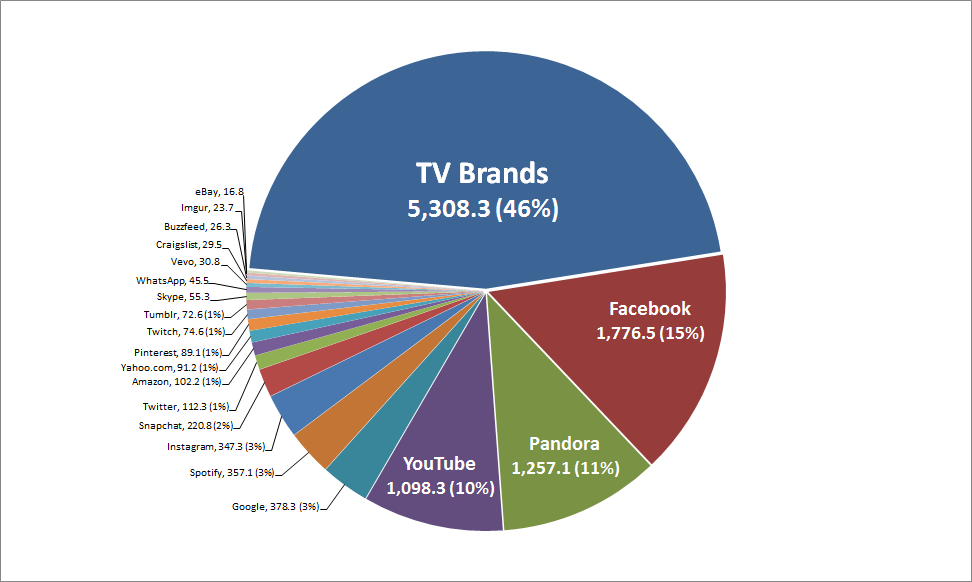 TV Brands
5,308.3 (46%)
Facebook
1,776.5 (15%)
Pandora
1,257.1 (11%)
YouTube
1,098.3 (10%)
Google, 378.3 (3%)
Spotify, 357.1 (3%)
Instagram, 347.3 (3%)
Snapchat, 220.8 (2%)
Twitter, 112.3 (1%)
Amazon, 102.2 (1%)
Yahoo.com, 91.2 (1%)
Pinterest, 89.1 (1%)
Twitch, 74.6 (1%)
Tumblr, 72.6 (1%)
Skype, 55.3
WhatsApp, 45.5
Vevo, 30.8
Craigslist, 29.5
Buzzfeed, 26.3
Imgur, 23.7
eBay, 16.8